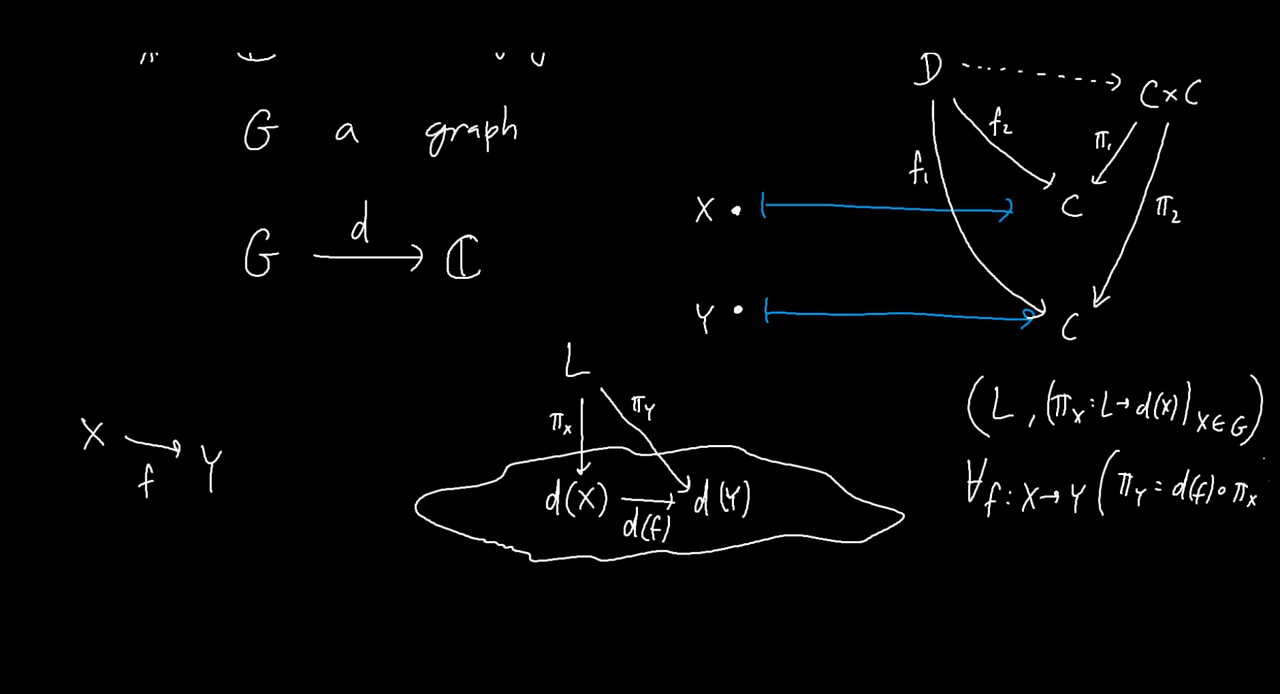 G a graph
G d ⟶ ℂ
X ⟶ f Y
L
π_X π_Y
d(X) ⟶ d(Y)
d(f)
D C×C
f₂ π₁
f₁
X • C π₂
Y • C
(L, (π_X : L → d(X))_{X∈G})
∀f : X → Y (π_Y = d(f) ∘ π_X